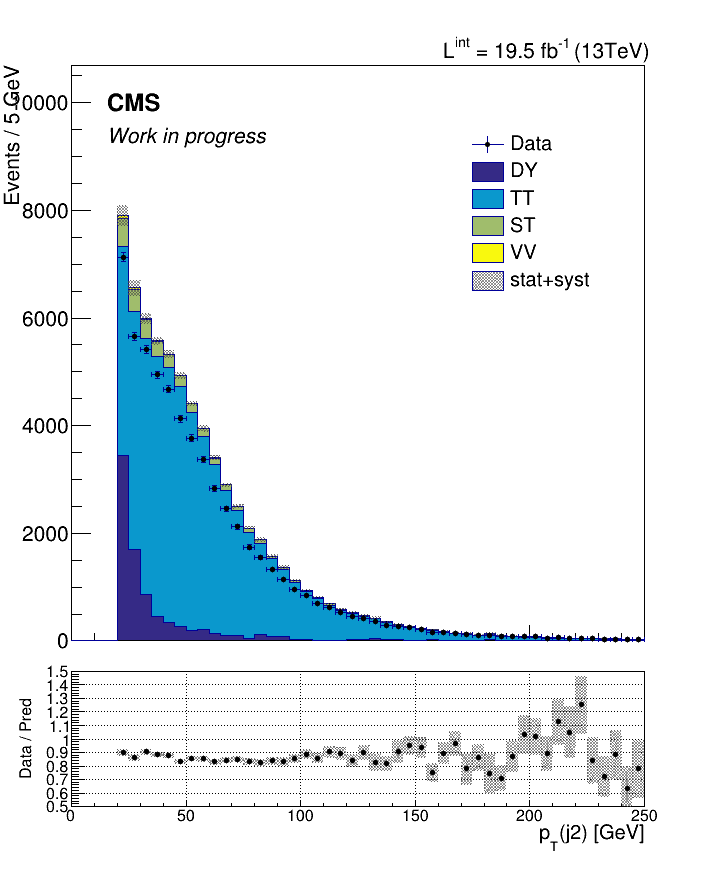 L^int = 19.5 fb^-1 (13TeV)
Events / 5 GeV
10000
8000
6000
4000
2000
0
CMS
Work in progress
Data
DY
TT
ST
VV
stat+syst
Data / Pred
1.5
1.4
1.3
1.2
1.1
1
0.9
0.8
0.7
0.6
0.5
0 50 100 150 200 250
p_T(j2) [GeV]